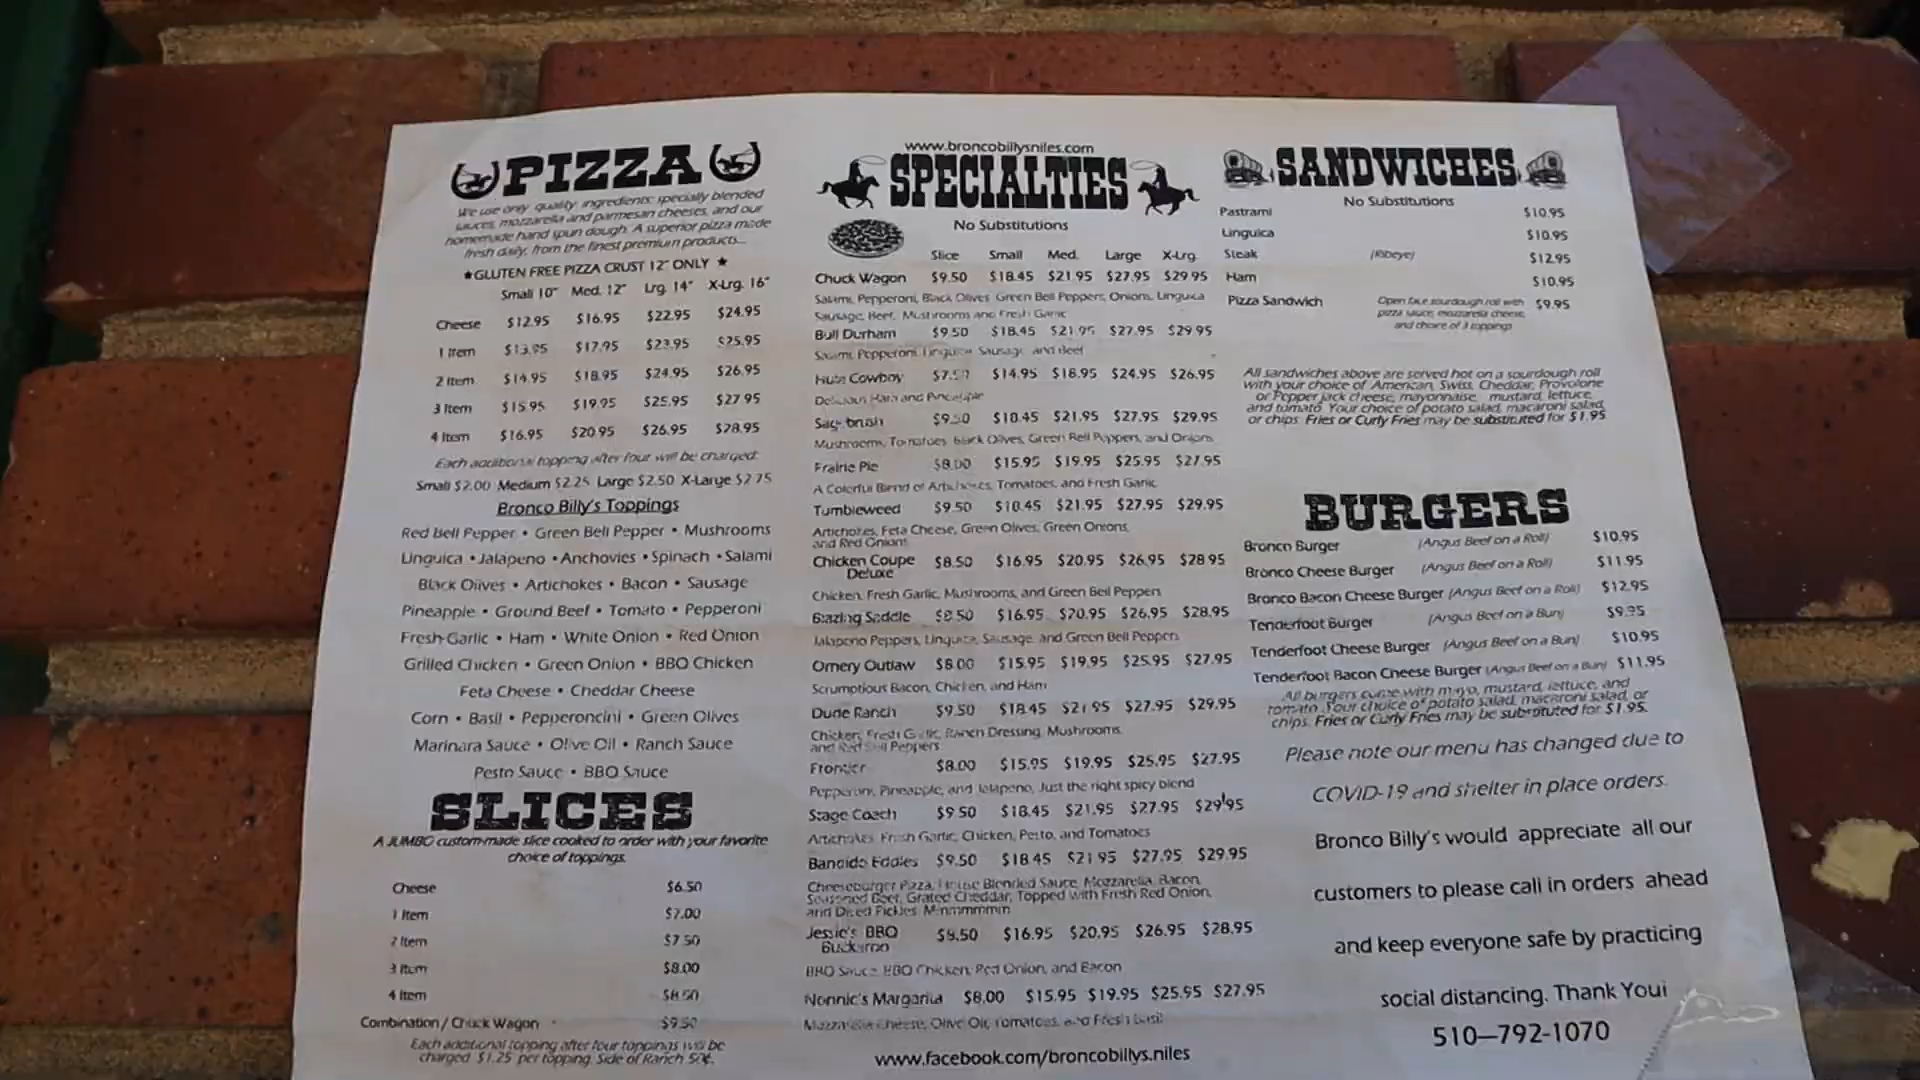 PIZZA
We use only quality ingredients: specially blended
sauces, mozzarella and parmesan cheeses, and our
homemade hand spun dough. A superior pizza made
fresh daily, from the finest premium products...
★GLUTEN FREE PIZZA CRUST 12" ONLY ★
Small 10" Med. 12" Lrg. 14" X-Lrg. 16"
Cheese $12.95 $16.95 $22.95 $24.95
1 Item $13.95 $17.95 $23.95 $25.95
2 Item $14.95 $18.95 $24.95 $26.95
3 Item $15.95 $19.95 $25.95 $27.95
4 Item $16.95 $20.95 $26.95 $28.95
Each additional topping after four will be charged:
Small $2.00 Medium $2.25 Large $2.50 X-Large $2.75
Bronco Billy's Toppings
Red Bell Pepper • Green Bell Pepper • Mushrooms
Linguica • Jalapeno • Anchovies • Spinach • Salami
Black Olives • Artichokes • Bacon • Sausage
Pineapple • Ground Beef • Tomato • Pepperoni
Fresh Garlic • Ham • White Onion • Red Onion
Grilled Chicken • Green Onion • BBQ Chicken
Feta Cheese • Cheddar Cheese
Corn • Basil • Pepperoncini • Green Olives
Marinara Sauce • Olive Oil • Ranch Sauce
Pesto Sauce • BBQ Sauce
SLICES
A JUMBO custom-made slice cooked to order with your favorite
choice of toppings.
Cheese $6.50
1 Item $7.00
2 Item $7.50
3 Item $8.00
4 Item $8.50
Combination / Chuck Wagon $9.50
Each additional topping after four toppings will be
charged $1.25 per topping. Side of Ranch 50¢.
www.broncobillysniles.com
SPECIALTIES
No Substitutions
Slice Small Med. Large X-Lrg.
Chuck Wagon $9.50 $18.45 $21.95 $27.95 $29.95
Salami, Pepperoni, Black Olives, Green Bell Peppers, Onions, Linguica
Sausage, Beef, Mushrooms and Fresh Garlic
Bull Durham $9.50 $18.45 $21.95 $27.95 $29.95
Salami, Pepperoni, Linguica, Sausage, and Beef
Cowboy $14.95 $18.95 $24.95 $26.95
Delicious Ham and Pineapple
Sagebrush $9.50 $18.45 $21.95 $27.95 $29.95
Mushrooms, Tomatoes, Black Olives, Green Bell Peppers, and Onions
Prairie Pie $8.00 $15.95 $19.95 $25.95 $27.95
A Colorful Blend of Artichokes, Tomatoes, and Fresh Garlic
Tumbleweed $9.50 $18.45 $21.95 $27.95 $29.95
Artichokes, Feta Cheese, Green Olives, Green Onions,
and Red Onions
Chicken Coupe $8.50 $16.95 $20.95 $26.95 $28.95
Deluxe
Chicken, Fresh Garlic, Mushrooms, and Green Bell Peppers
Blazing Saddle $8.50 $16.95 $20.95 $26.95 $28.95
Jalapeno Peppers, Linguica, Sausage, and Green Bell Peppers
Ornery Outlaw $8.00 $15.95 $19.95 $25.95 $27.95
Scrumptious Bacon, Chicken, and Ham
Dude Ranch $9.50 $18.45 $21.95 $27.95 $29.95
Chicken, Fresh Garlic, Ranch Dressing, Mushrooms,
and Red Bell Peppers
Frontier $8.00 $15.95 $19.95 $25.95 $27.95
Pepperoni, Pineapple, and Jalapeno, Just the right spicy blend
Stage Coach $9.50 $18.45 $21.95 $27.95 $29.95
Artichokes, Fresh Garlic, Chicken, Pesto, and Tomatoes
Bandido Eddies $9.50 $18.45 $21.95 $27.95 $29.95
Cheeseburger Pizza, House Blended Sauce, Mozzarella, Bacon,
Seasoned Beef, Grated Cheddar, Topped with Fresh Red Onion,
and Diced Pickles. Mmmmmmm
Jessie's BBQ $8.50 $16.95 $20.95 $26.95 $28.95
Buckaroo
BBQ Sauce, BBQ Chicken, Red Onion, and Bacon
Nonnie's Margarita $8.00 $15.95 $19.95 $25.95 $27.95
Mozzarella Cheese, Olive Oil, Tomatoes, and Fresh Basil
www.facebook.com/broncobillys.niles
SANDWICHES
No Substitutions
Pastrami $10.95
Linguica $10.95
Steak (Ribeye) $12.95
Ham $10.95
Pizza Sandwich Open face sourdough roll with $9.95
pizza sauce, mozzarella cheese,
and choice of 3 toppings
All sandwiches above are served hot on a sourdough roll
with your choice of American, Swiss, Cheddar, Provolone
or Pepper jack cheese, mayonnaise, mustard, lettuce,
and tomato. Your choice of potato salad, macaroni salad,
or chips. Fries or Curly Fries may be substituted for $1.95
BURGERS
Bronco Burger (Angus Beef on a Roll) $10.95
Bronco Cheese Burger (Angus Beef on a Roll) $11.95
Bronco Bacon Cheese Burger (Angus Beef on a Roll) $12.95
Tenderfoot Burger (Angus Beef on a Bun) $9.95
Tenderfoot Cheese Burger (Angus Beef on a Bun) $10.95
Tenderfoot Bacon Cheese Burger (Angus Beef on a Bun) $11.95
All burgers come with mayo, mustard, lettuce, and
tomato. Your choice of potato salad, macaroni salad, or
chips. Fries or Curly Fries may be substituted for $1.95.
Please note our menu has changed due to
COVID-19 and shelter in place orders.
Bronco Billy's would appreciate all our
customers to please call in orders ahead
and keep everyone safe by practicing
social distancing. Thank You!
510—792-1070